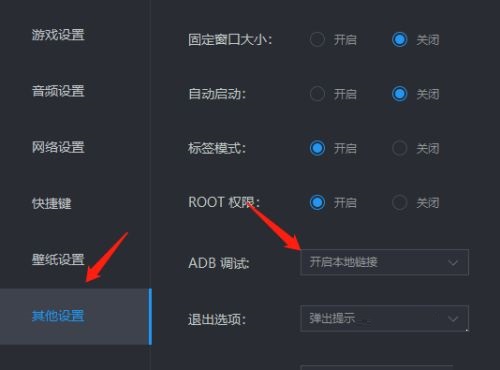 游戏设置
音频设置
网络设置
快捷键
壁纸设置
其他设置
固定窗口大小： 开启 关闭
自动启动： 开启 关闭
标签模式： 开启 关闭
ROOT 权限： 开启 关闭
ADB 调试： 开启本地链接
退出选项： 弹出提示